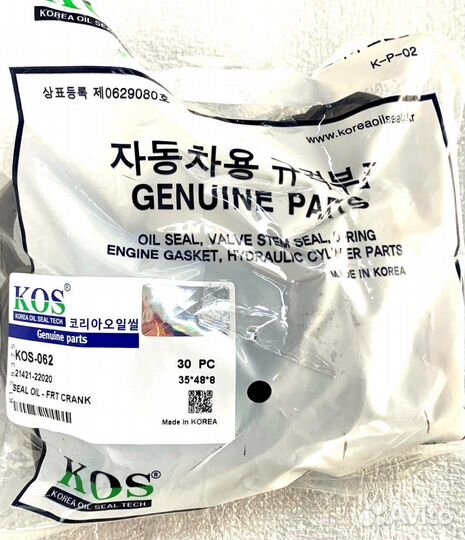 KOS®
KOREA OIL SEAL
K-P-02
상표등록 제0629080호
www.koreaoilseal.kr
자동차용
GENUINE PARTS
OIL SEAL, VALVE STEM SEAL, O-RING
ENGINE GASKET, HYDRAULIC CYLINDER PARTS
MADE IN KOREA
KOS®
KOREA OIL SEAL TECH
코리아오일씰
Genuine parts
KOS-062
21421-22020
SEAL OIL - FRT CRANK
30 PC
35*48*8
Made in KOREA
KOS®
KOREA OIL SEAL TECH
Avito